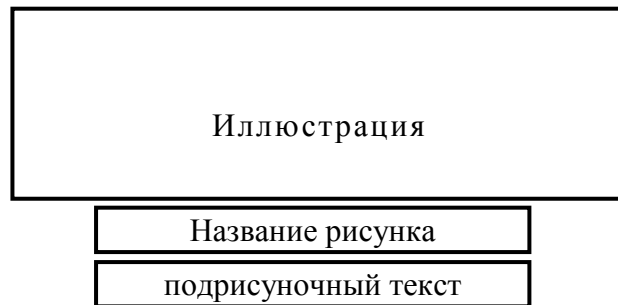 Иллюстрация
Название рисунка
подрисуночный текст